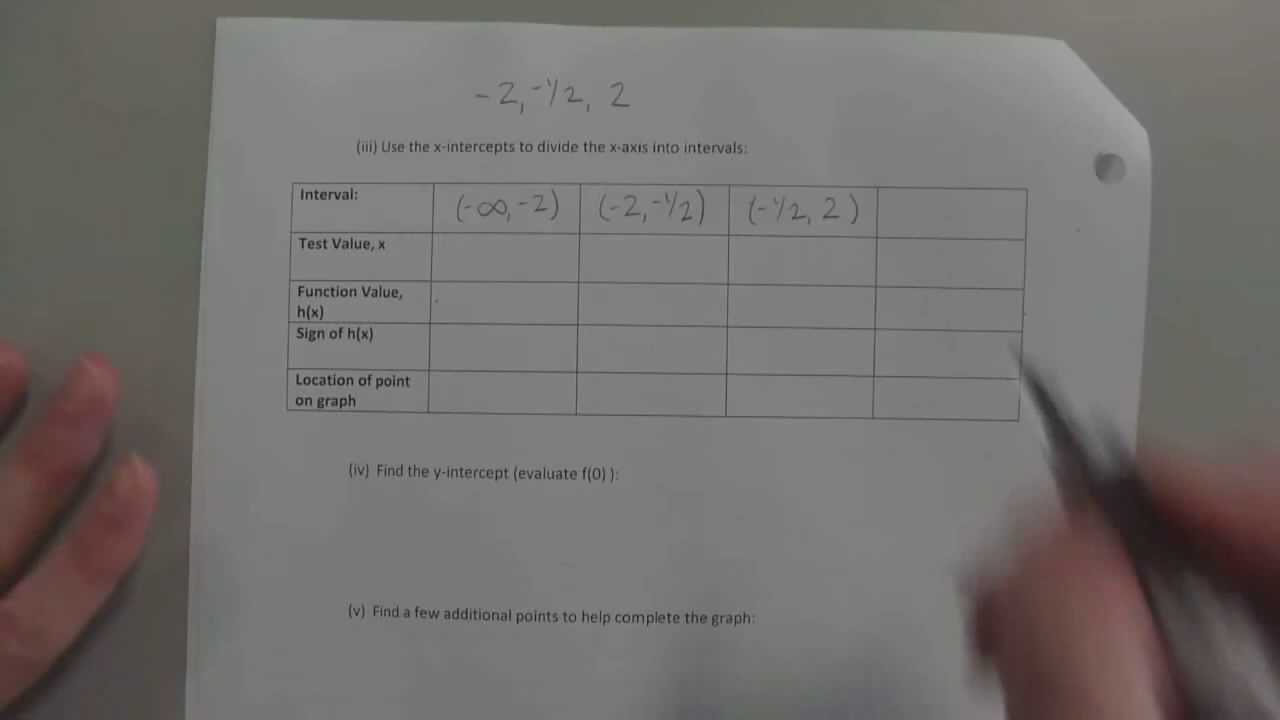 -2, -1/2, 2
(iii) Use the x-intercepts to divide the x-axis into intervals:
Interval: (-∞, -2) (-2, -1/2) (-1/2, 2)
Test Value, x
Function Value,
h(x)
Sign of h(x)
Location of point
on graph
(iv) Find the y-intercept (evaluate f(0) ):
(v) Find a few additional points to help complete the graph: